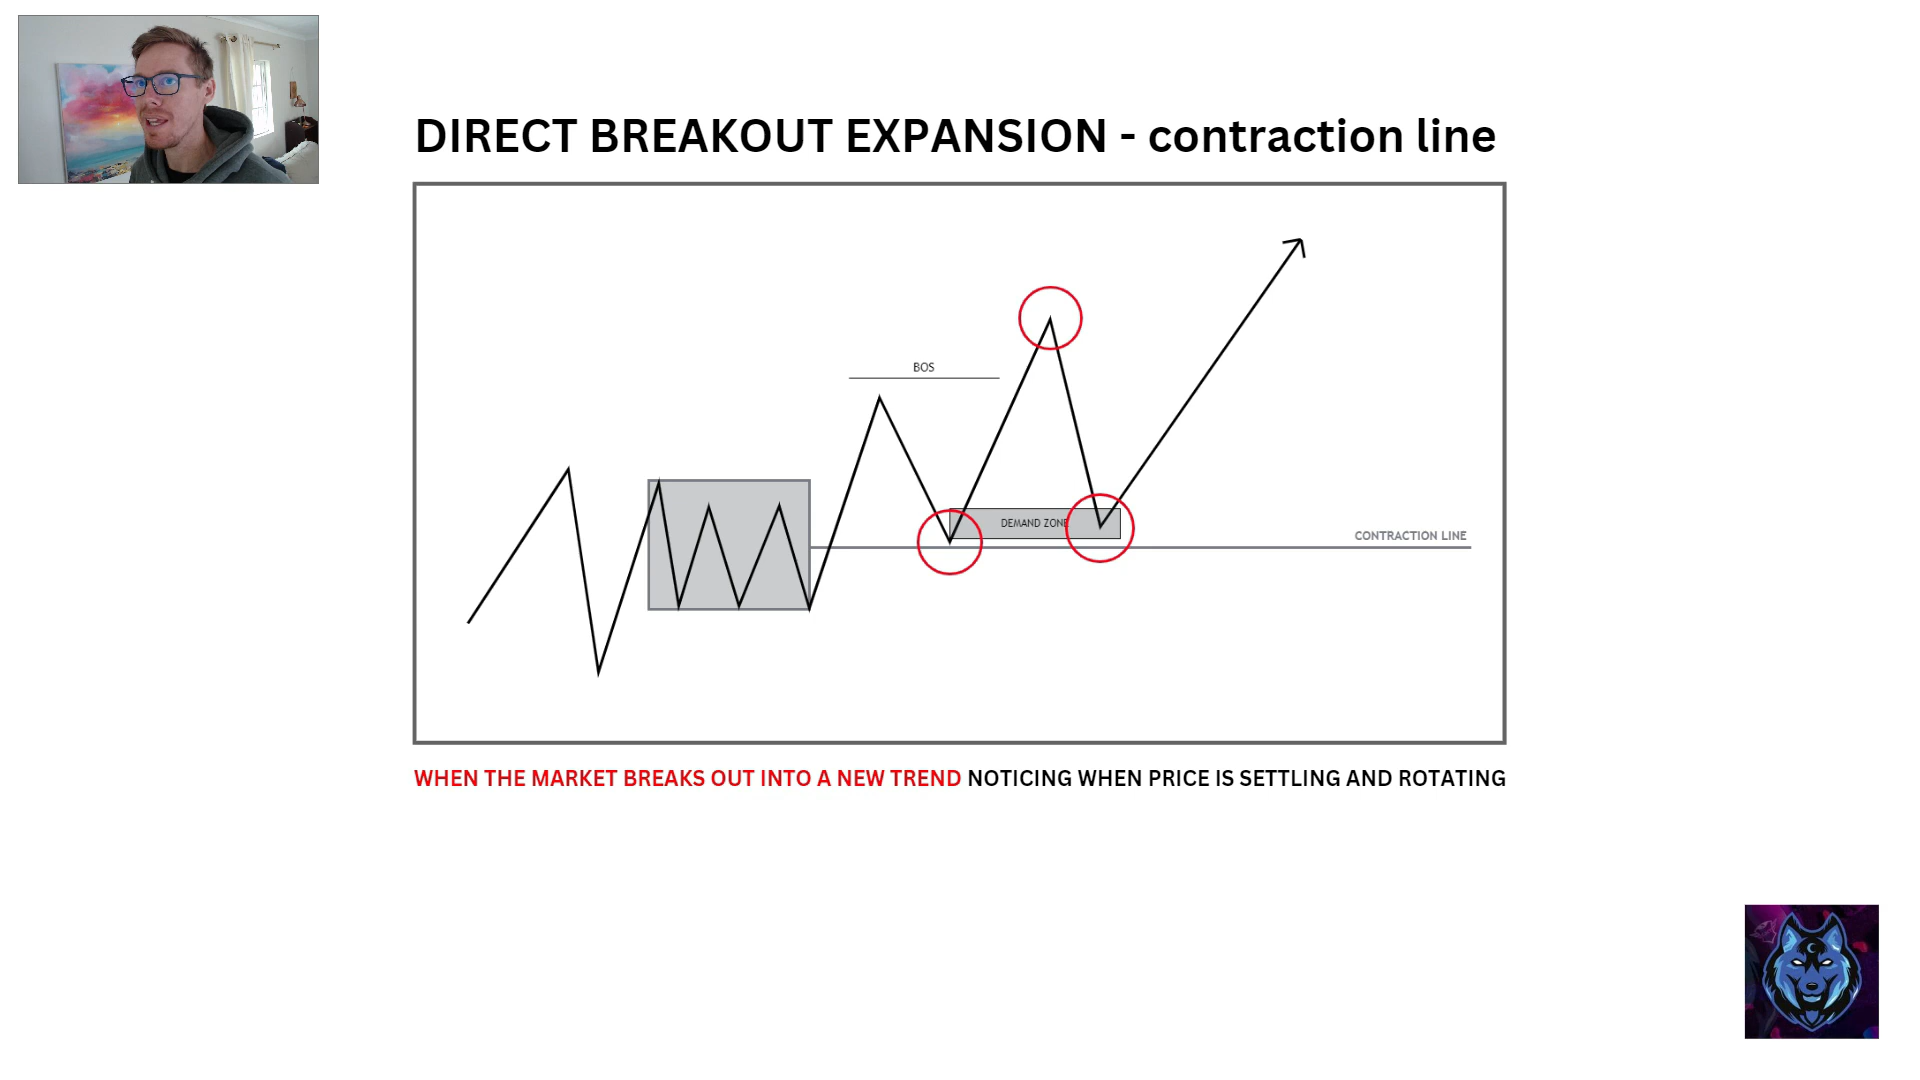 DIRECT BREAKOUT EXPANSION - contraction line
BOS
DEMAND ZONE
CONTRACTION LINE
WHEN THE MARKET BREAKS OUT INTO A NEW TREND NOTICING WHEN PRICE IS SETTLING AND ROTATING